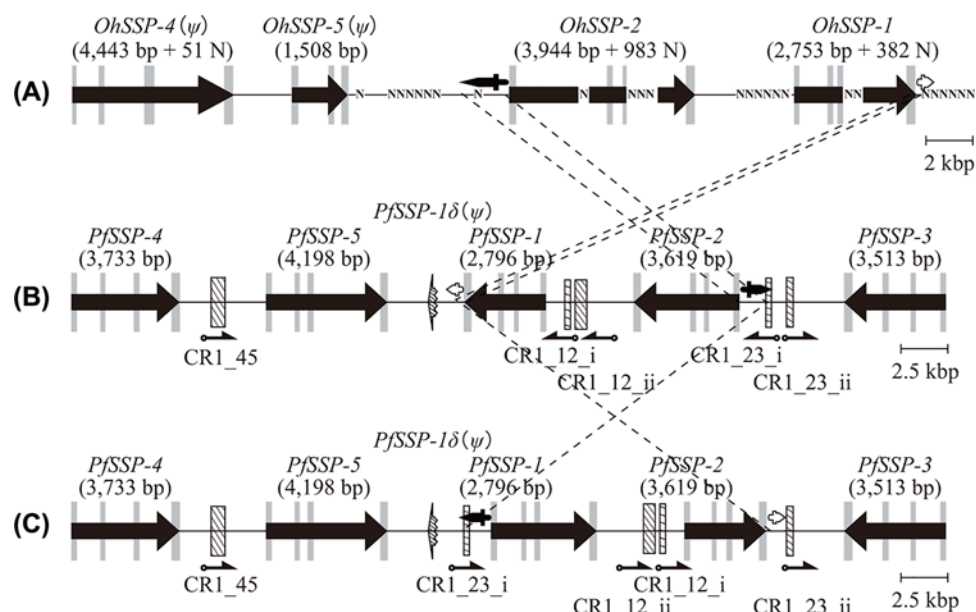 OhSSP-4(ψ) OhSSP-5(ψ) OhSSP-2 OhSSP-1
(4,443 bp + 51 N) (1,508 bp) (3,944 bp + 983 N) (2,753 bp + 382 N)
(A) N NNNNNN N N NNN NNNNNN NN NNNNNN
2 kbp
PfSSP-1δ(ψ)
PfSSP-4 PfSSP-5 PfSSP-1 PfSSP-2 PfSSP-3
(3,733 bp) (4,198 bp) (2,796 bp) (3,619 bp) (3,513 bp)
(B)
CR1_45 CR1_12_i CR1_23_i
CR1_12_ii CR1_23_ii 2.5 kbp
PfSSP-1δ(ψ)
PfSSP-4 PfSSP-5 PfSSP-1 PfSSP-2 PfSSP-3
(3,733 bp) (4,198 bp) (2,796 bp) (3,619 bp) (3,513 bp)
(C)
CR1_45 CR1_23_i CR1_12_i
CR1_12_ii CR1_23_ii 2.5 kbp